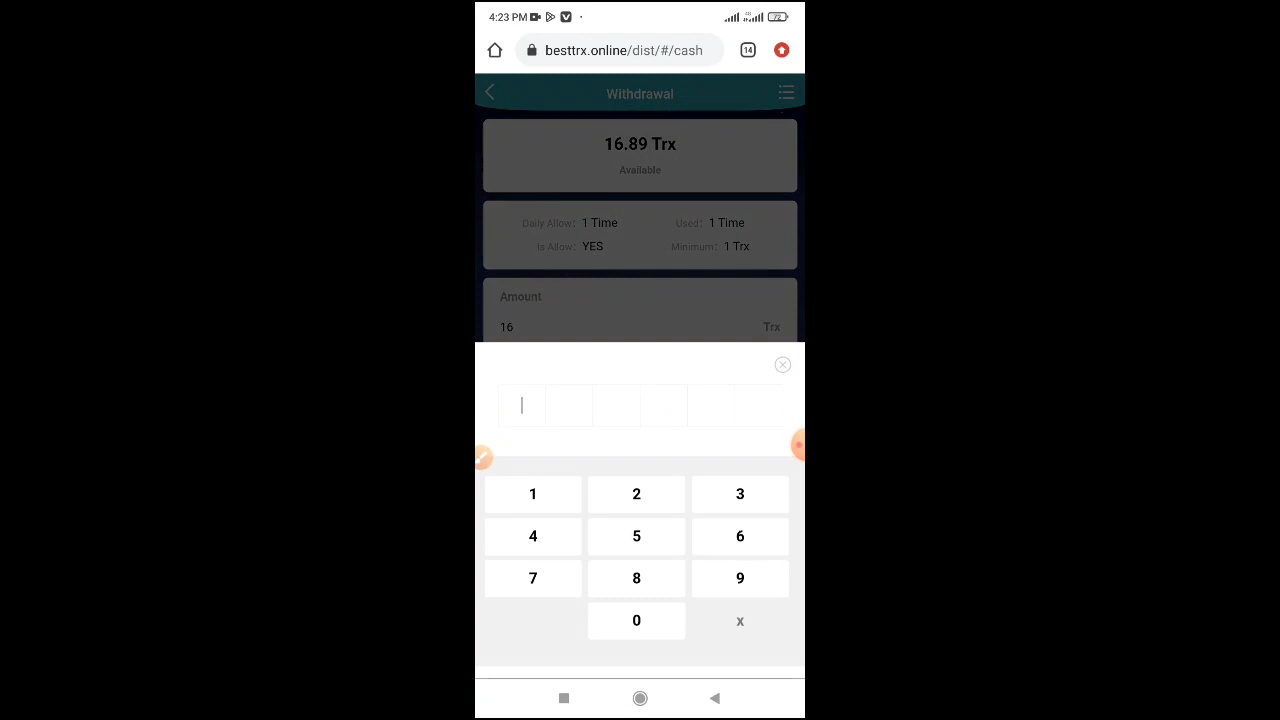 4:23 PM
4G
72
besttrx.online/dist/#/cash
14
Withdrawal
16.89 Trx
Available
Daily Allow: 1 Time Used: 1 Time
Is Allow: YES Minimum: 1 Trx
Amount
16 Trx
1 2 3
4 5 6
7 8 9
0 x